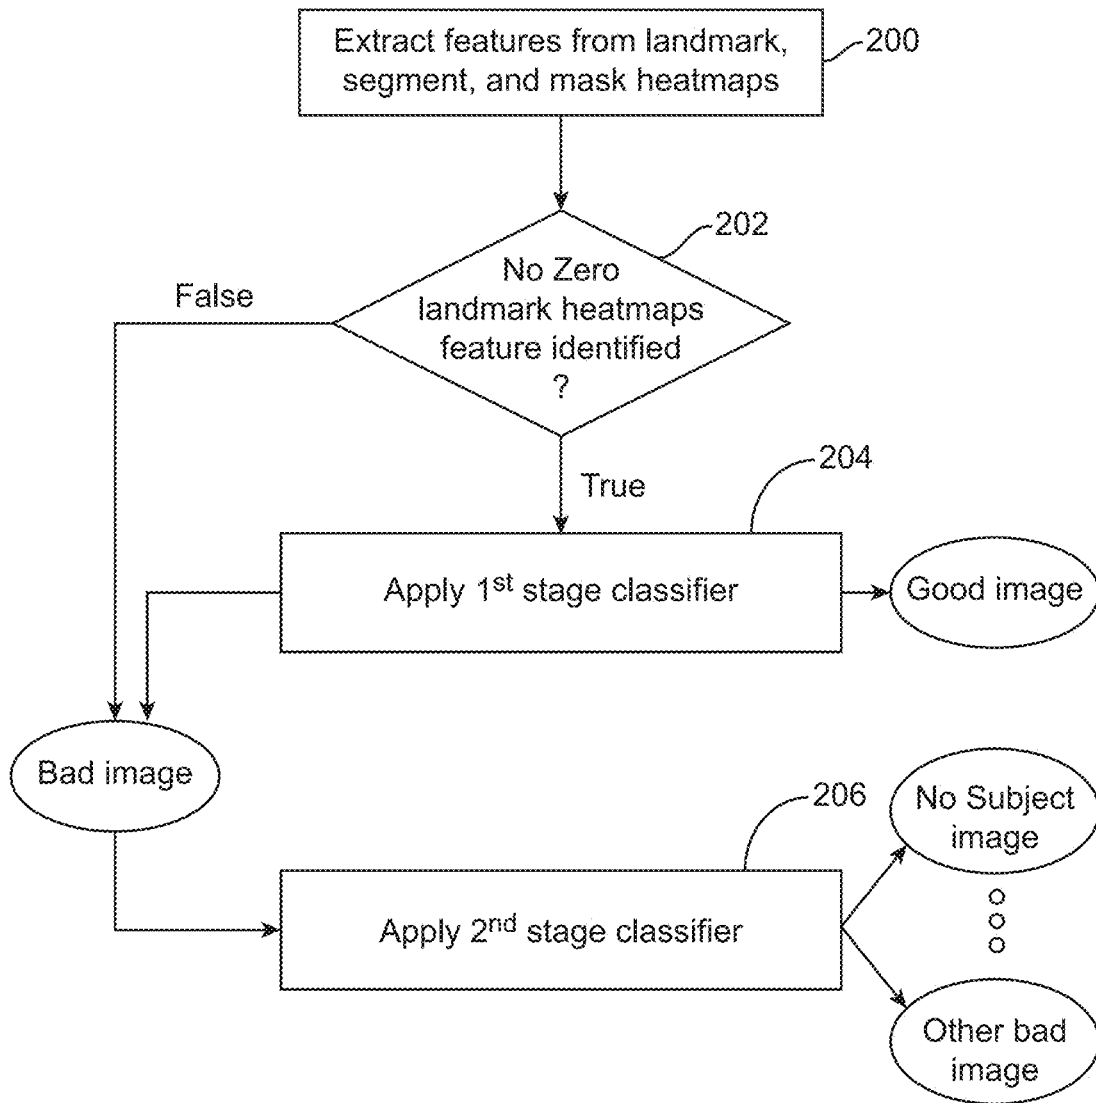 Extract features from landmark,
segment, and mask heatmaps
200
202
No Zero
landmark heatmaps
feature identified
?
False
True
204
Apply 1st stage classifier
Good image
Bad image
206
No Subject
image
Apply 2nd stage classifier
Other bad
image